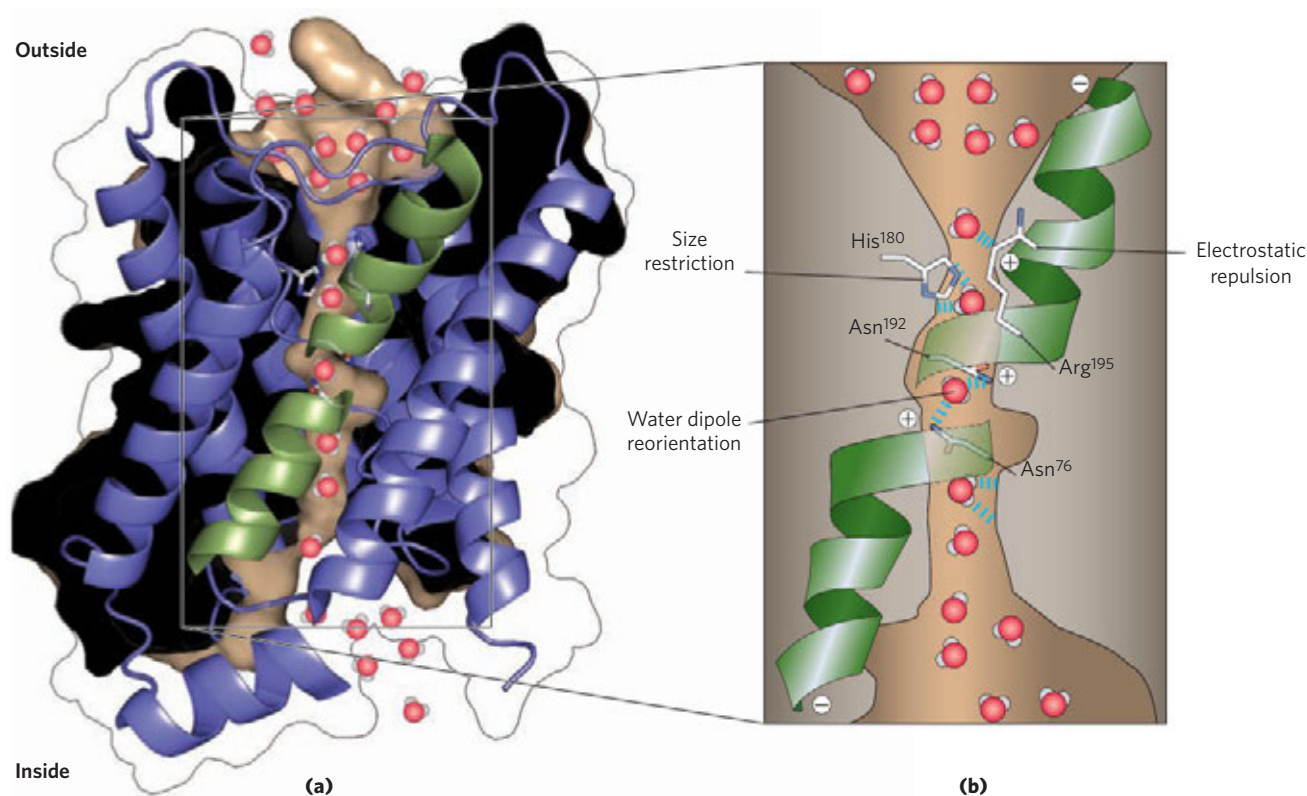 Outside
Size
restriction
His180
Electrostatic
repulsion
Asn192
Arg195
Water dipole
reorientation
Asn76
Inside
(a)
(b)
−
+
+
+
−